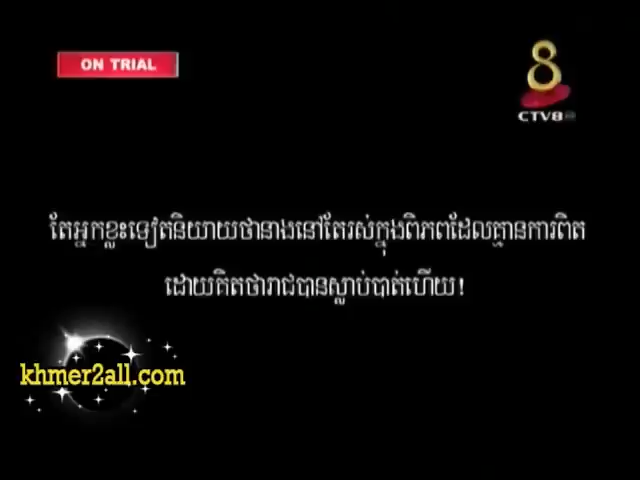 ON TRIAL
8
CTV8
តែអ្នកខ្លះទៀតនិយាយថានាងនៅតែរស់ក្នុងពិភពដែលគ្មានការពិត
ដោយគិតថារាជបានស្លាប់បាត់ហើយ!
khmer2all.com